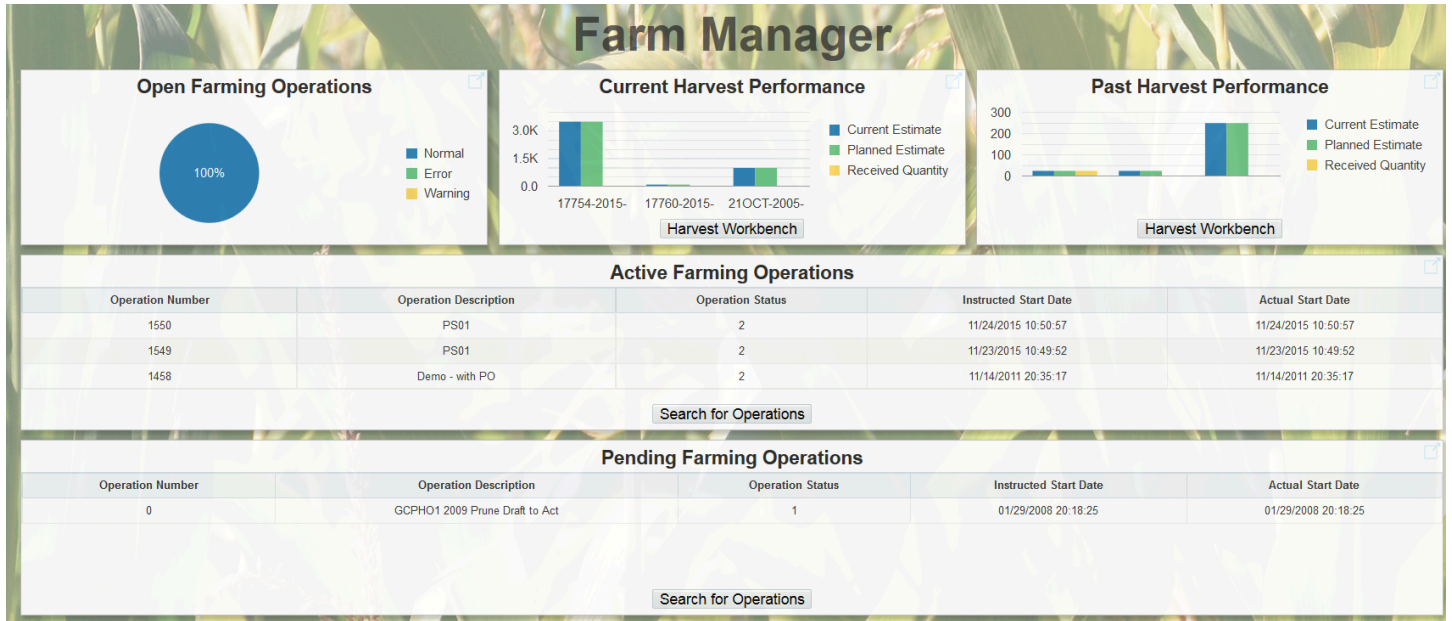 Farm Manager
Open Farming Operations
100%
Normal
Error
Warning
Current Harvest Performance
3.0K
1.5K
0.0
17754-2015- 17760-2015- 21OCT-2005-
Current Estimate
Planned Estimate
Received Quantity
Harvest Workbench
Past Harvest Performance
300
200
100
0
Current Estimate
Planned Estimate
Received Quantity
Harvest Workbench
Active Farming Operations
Operation Number Operation Description Operation Status Instructed Start Date Actual Start Date
1550 PS01 2 11/24/2015 10:50:57 11/24/2015 10:50:57
1549 PS01 2 11/23/2015 10:49:52 11/23/2015 10:49:52
1458 Demo - with PO 2 11/14/2011 20:35:17 11/14/2011 20:35:17
Search for Operations
Pending Farming Operations
Operation Number Operation Description Operation Status Instructed Start Date Actual Start Date
0 GCPHO1 2009 Prune Draft to Act 1 01/29/2008 20:18:25 01/29/2008 20:18:25
Search for Operations